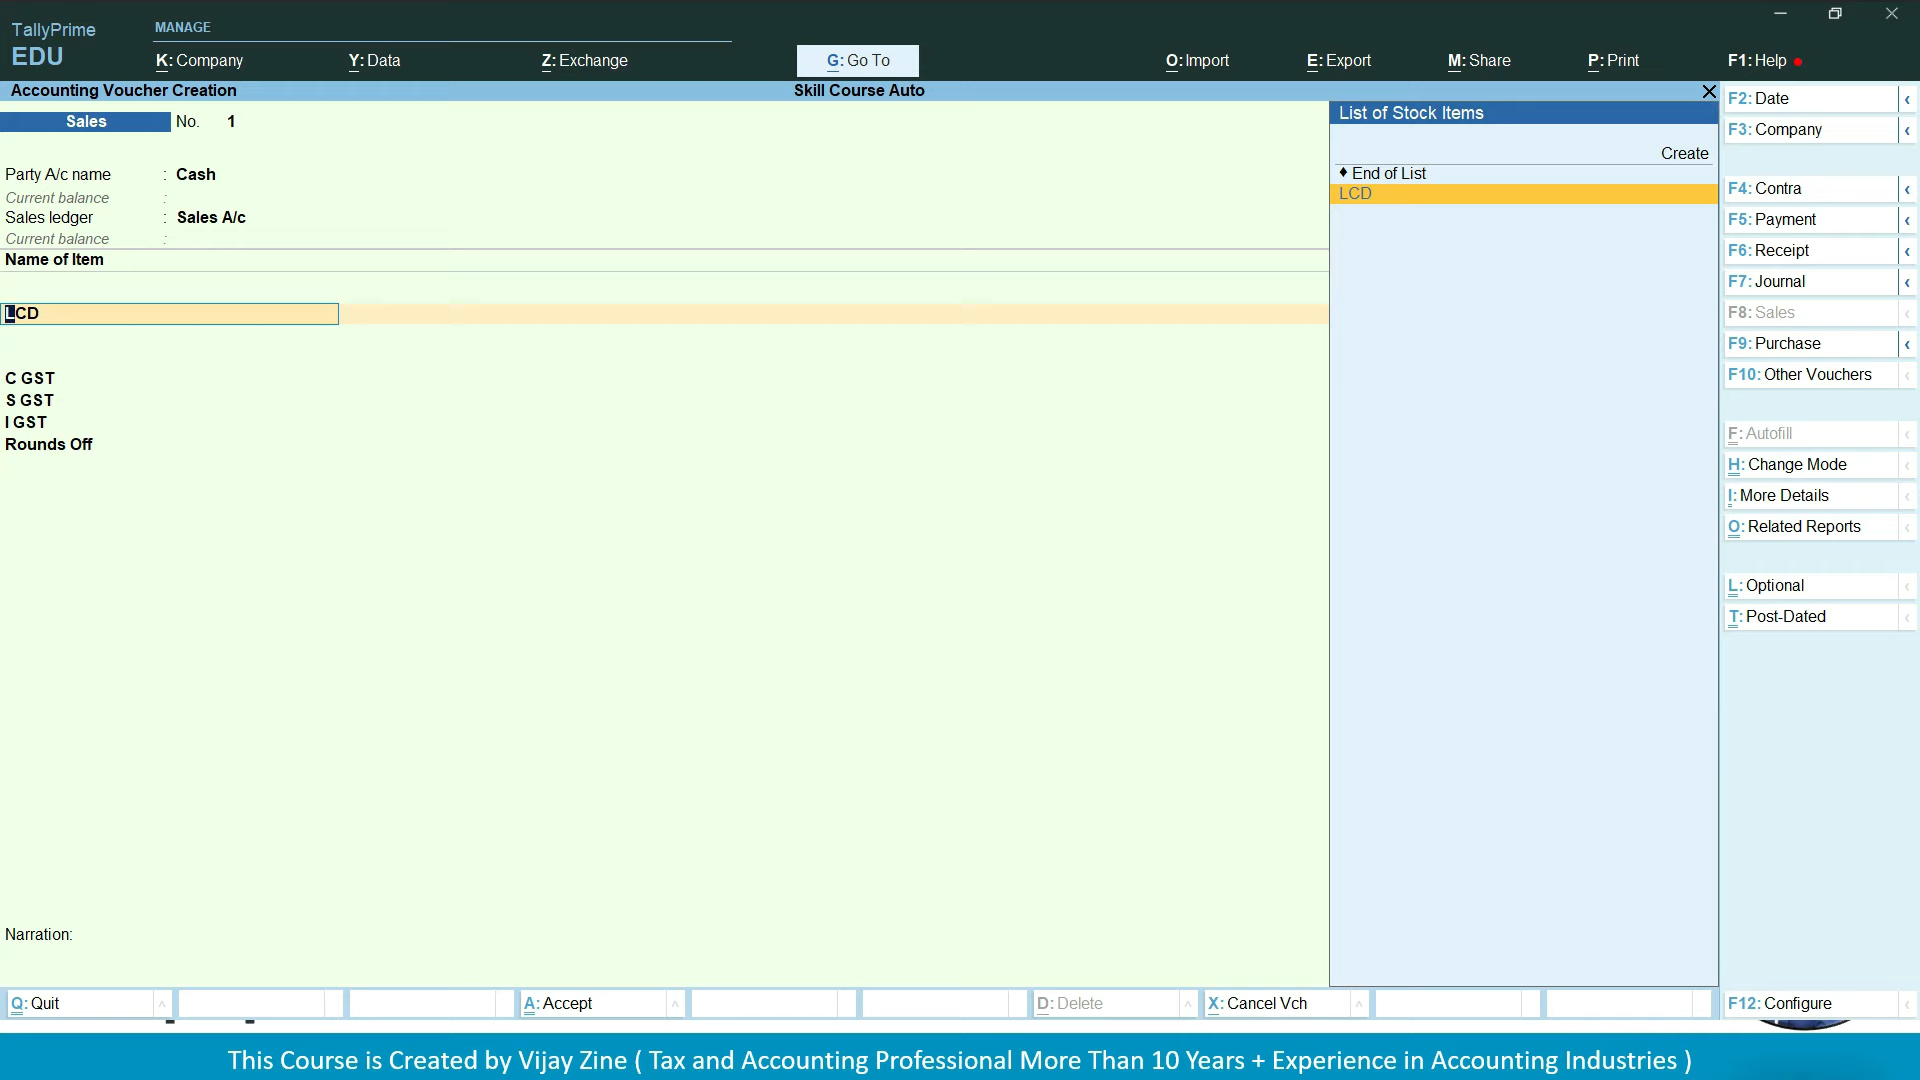 TallyPrime
EDU
MANAGE
K: Company
Y: Data
Z: Exchange
G: Go To
O: Import
E: Export
M: Share
P: Print
F1: Help
Accounting Voucher Creation
Skill Course Auto
Sales No. 1
Party A/c name : Cash
Current balance :
Sales ledger : Sales A/c
Current balance :
Name of Item
LCD
C GST
S GST
I GST
Rounds Off
Narration:
List of Stock Items
Create
♦ End of List
LCD
F2: Date
F3: Company
F4: Contra
F5: Payment
F6: Receipt
F7: Journal
F8: Sales
F9: Purchase
F10: Other Vouchers
F: Autofill
H: Change Mode
I: More Details
O: Related Reports
L: Optional
T: Post-Dated
Q: Quit
A: Accept
D: Delete
X: Cancel Vch
F12: Configure
This Course is Created by Vijay Zine ( Tax and Accounting Professional More Than 10 Years + Experience in Accounting Industries )